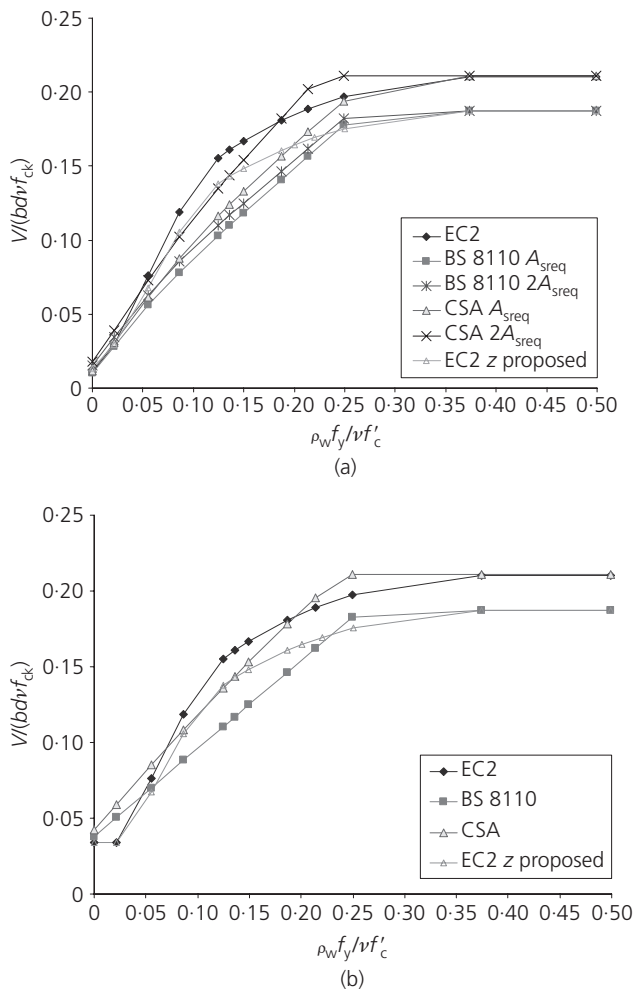 0·25
0·20
0·15
0·10
0·05
0
V/(bdνf_ck)
EC2
BS 8110 A_sreq
BS 8110 2A_sreq
CSA A_sreq
CSA 2A_sreq
EC2 z proposed
0 0·05 0·10 0·15 0·20 0·25 0·30 0·35 0·40 0·45 0·50
ρ_w f_y/νf′_c
(a)
0·25
0·20
0·15
0·10
0·05
0
V/(bdνf_ck)
EC2
BS 8110
CSA
EC2 z proposed
0 0·05 0·10 0·15 0·20 0·25 0·30 0·35 0·40 0·45 0·50
ρ_w f_y/νf′_c
(b)